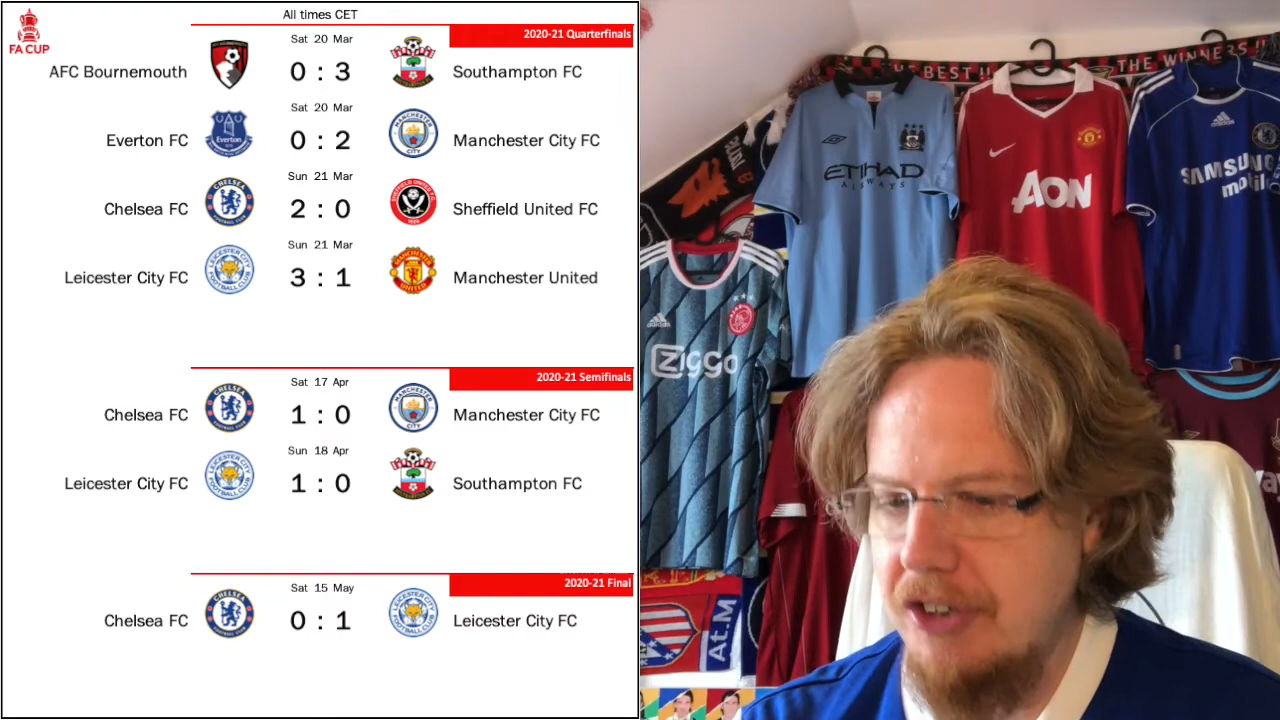 All times CET
FA CUP
2020-21 Quarterfinals
Sat 20 Mar
AFC Bournemouth 0 : 3 Southampton FC
Sat 20 Mar
Everton FC 0 : 2 Manchester City FC
Sun 21 Mar
Chelsea FC 2 : 0 Sheffield United FC
Sun 21 Mar
Leicester City FC 3 : 1 Manchester United
2020-21 Semifinals
Sat 17 Apr
Chelsea FC 1 : 0 Manchester City FC
Sun 18 Apr
Leicester City FC 1 : 0 Southampton FC
2020-21 Final
Sat 15 May
Chelsea FC 0 : 1 Leicester City FC
BEST !!
THE WINNERS
ETIHAD
AIRWAYS
AON
SAMSUNG
mobil
adidas
ZIGGO
At.M